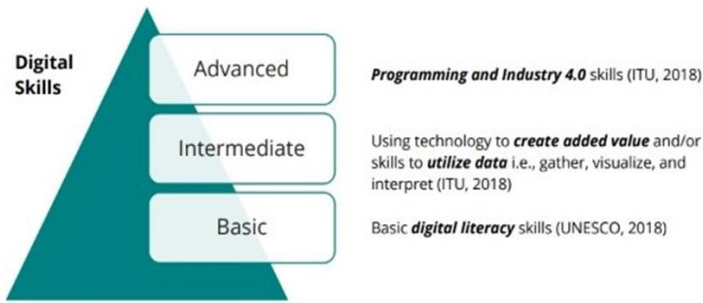 Digital
Skills
Advanced
Programming and Industry 4.0 skills (ITU, 2018)
Intermediate
Using technology to create added value and/or
skills to utilize data i.e., gather, visualize, and
interpret (ITU, 2018)
Basic
Basic digital literacy skills (UNESCO, 2018)